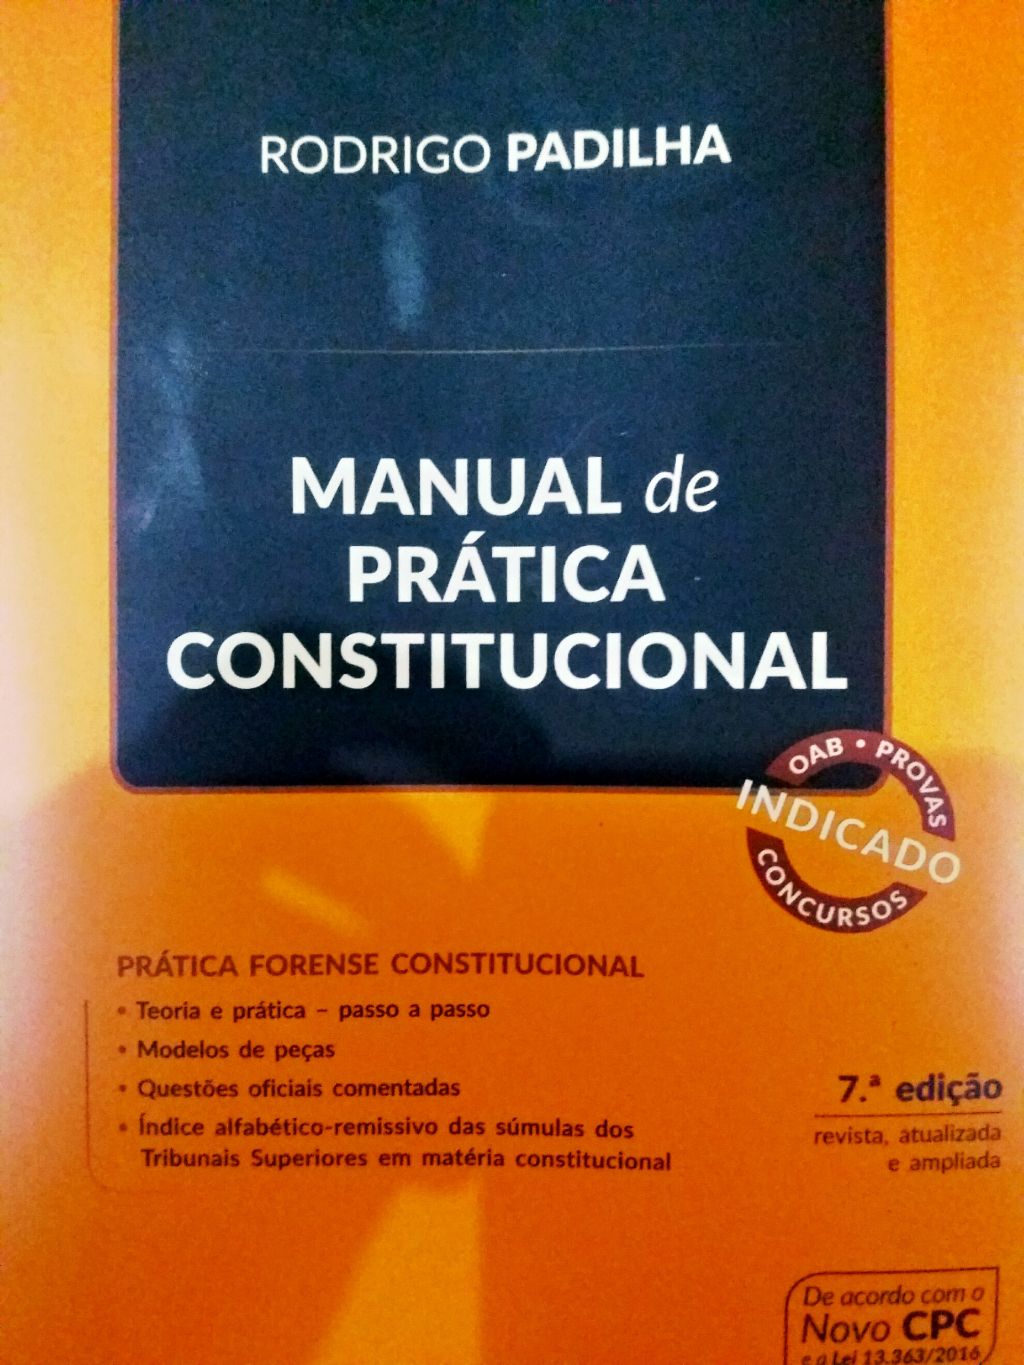 RODRIGO PADILHA
MANUAL de
PRÁTICA
CONSTITUCIONAL
OAB • PROVAS
INDICADO
CONCURSOS
PRÁTICA FORENSE CONSTITUCIONAL
• Teoria e prática – passo a passo
• Modelos de peças
• Questões oficiais comentadas
• Índice alfabético-remissivo das súmulas dos
Tribunais Superiores em matéria constitucional
7.ª edição
revista, atualizada
e ampliada
De acordo com o
Novo CPC
e a Lei 13.363/2016